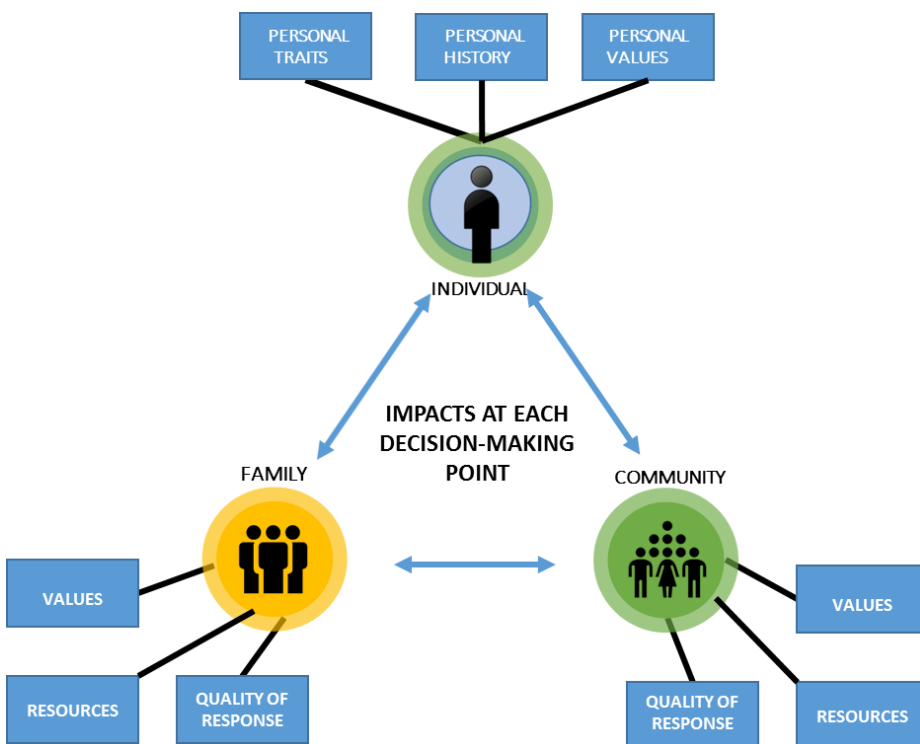 PERSONAL
TRAITS
PERSONAL
HISTORY
PERSONAL
VALUES
INDIVIDUAL
IMPACTS AT EACH
DECISION-MAKING
POINT
FAMILY
COMMUNITY
VALUES
RESOURCES
QUALITY OF
RESPONSE
VALUES
QUALITY OF
RESPONSE
RESOURCES